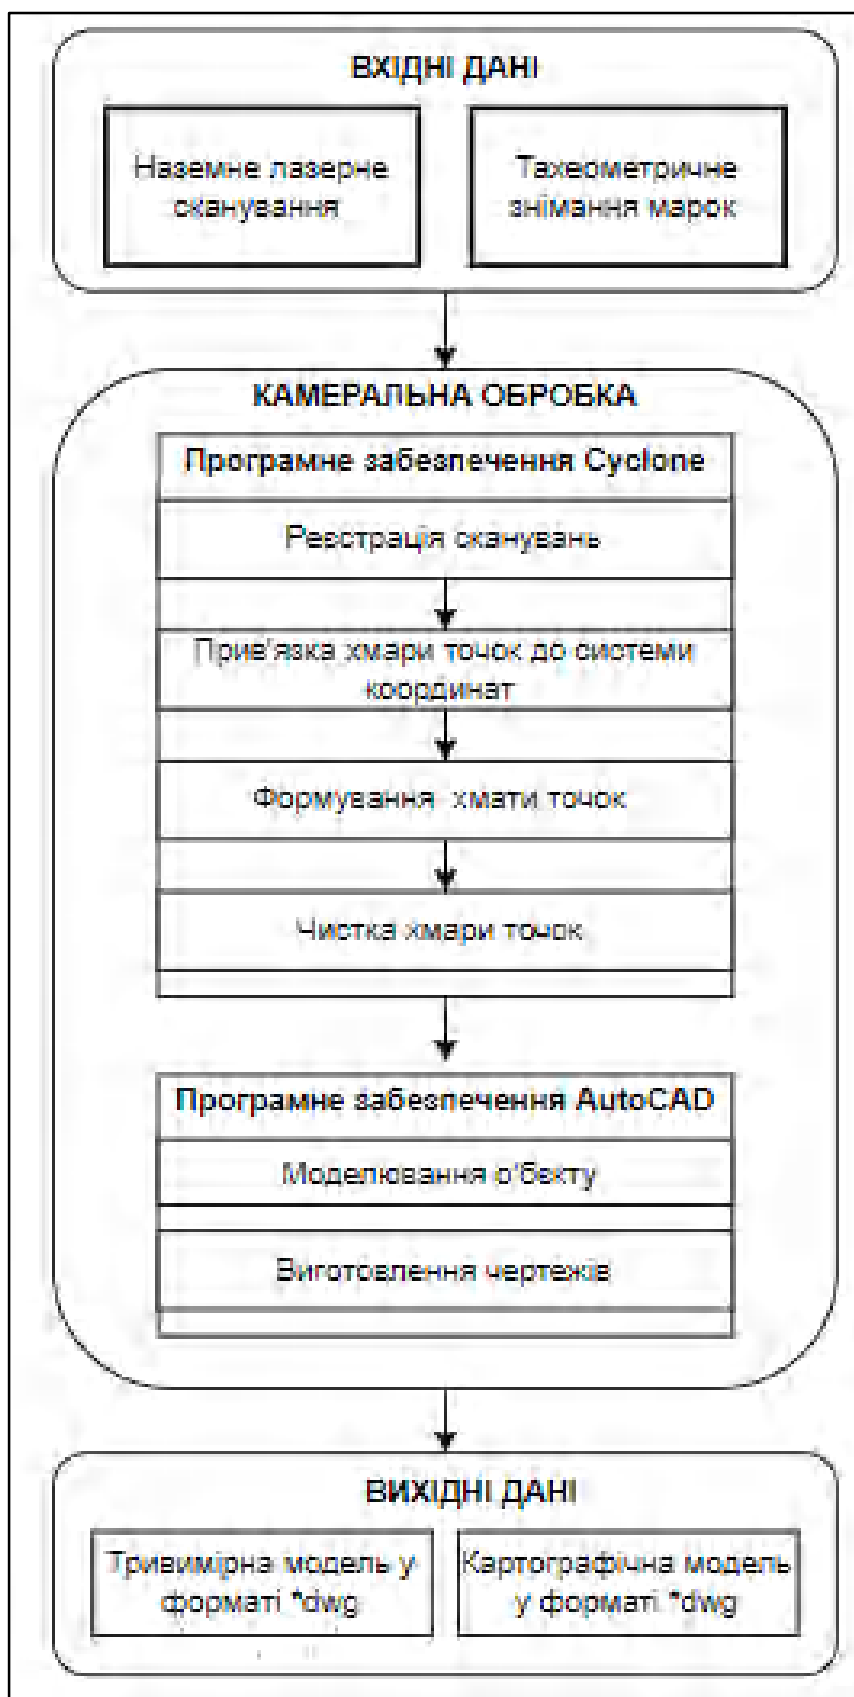 ВХІДНІ ДАНІ
Наземне лазерне
сканування
Тахеометричне
знімання марок
КАМЕРАЛЬНА ОБРОБКА
Програмне забезпечення Cyclone
Реєстрація сканувань
Прив'язка хмари точок до системи
координат
Формування хмати точок
Чистка хмари точок
Програмне забезпечення AutoCAD
Моделювання о'бєкту
Виготовлення чертежів
ВИХІДНІ ДАНІ
Тривимірна модель у
форматі *dwg
Картографічна модель
у форматі *dwg